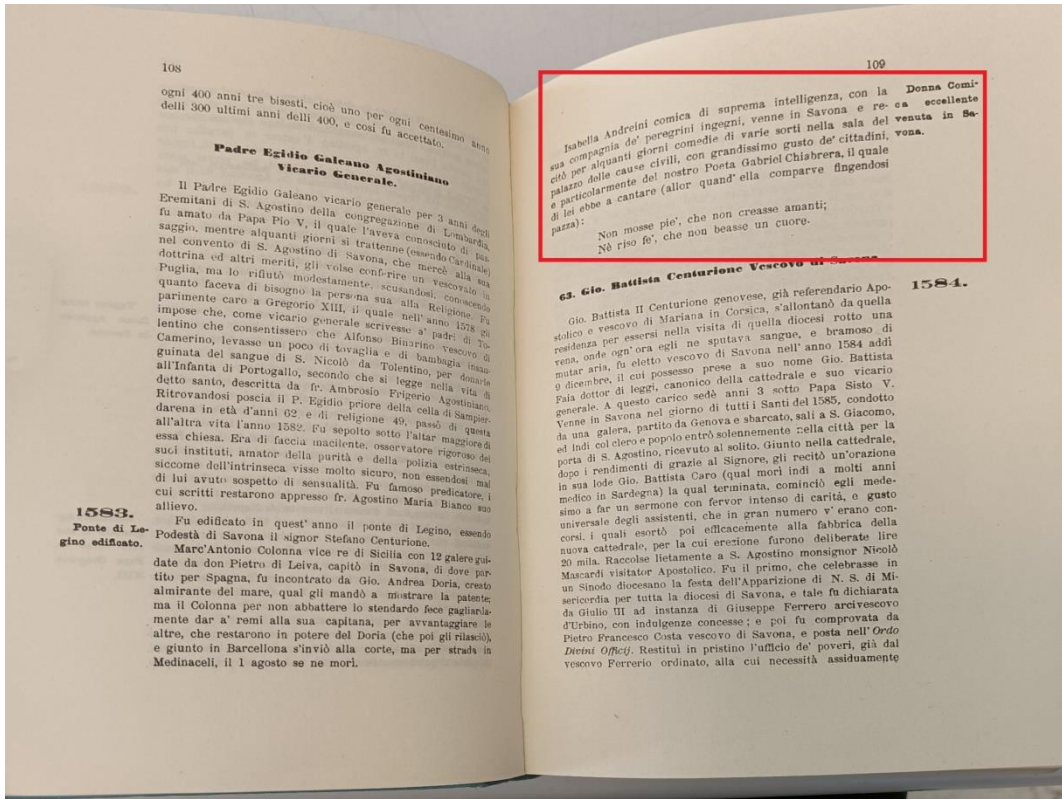 108
ogni 400 anni tre bisesti, cioè uno per ogni centesimo anno
delli 300 ultimi anni delli 400, e così fu accettato.
Padre Egidio Galeano Agostiniano
Vicario Generale.
Il Padre Egidio Galeano vicario generale per 3 anni degli
Eremitani di S. Agostino della congregazione di Lombardia,
fu amato da Papa Pio V, il quale l'aveva conosciuto di pas-
saggio, mentre alquanti giorni si trattenne (essendo Cardinale)
nel convento di S. Agostino di Savona, che mercè alla sua
dottrina ed altri meriti, gli volse conferire un vescovato in
Puglia, ma lo rifiutò modestamente, scusandosi, conoscendo
quanto faceva di bisogno la persona sua alla Religione. Fu
parimente caro a Gregorio XIII, il quale nell'anno 1578 gli
impose che, come vicario generale scrivesse a' padri di To-
lentino che consentissero che Alfonso Binarino vescovo di
Camerino, levasse un poco di tovaglia e di bambagia insan-
guinata del sangue di S. Nicolò da Tolentino, per donarle
all'Infanta di Portogallo, secondo che si legge nella vita di
detto santo, descritta da fr. Ambrosio Frigerio Agostiniano.
Ritrovandosi poscia il P. Egidio priore della cella di Sampier-
darena in età d'anni 62 e di religione 49, passò di questa
all'altra vita l'anno 1582. Fu sepolto sotto l'altar maggiore di
essa chiesa. Era di faccia macilente, osservatore rigoroso dei
suoi instituti, amator della purità e della polizia estrinseca,
siccome dell'intrinseca visse molto sicuro, non essendosi mai
di lui avuto sospetto di sensualità. Fu famoso predicatore, i
cui scritti restarono appresso fr. Agostino Maria Bianco suo
allievo.
1583.
Ponte di Le-
gino edificato.
Fu edificato in quest' anno il ponte di Legino, essendo
Podestà di Savona il signor Stefano Centurione.
Marc'Antonio Colonna vice re di Sicilia con 12 galere gui-
date da don Pietro di Leiva, capitò in Savona, di dove par-
tito per Spagna, fu incontrato da Gio. Andrea Doria, creato
almirante del mare, qual gli mandò a mostrare la patente;
ma il Colonna per non abbattere lo stendardo fece gagliarda-
mente dar a' remi alla sua capitana, per avvantaggiare le
altre, che restarono in potere del Doria (che poi gli rilasciò),
e giunto in Barcellona s'inviò alla corte, ma per strada in
Medinaceli, il 1 agosto se ne morì.
109
Isabella Andreini comica di suprema intelligenza, con la
sua compagnia de' peregrini ingegni, venne in Savona e re-
citò per alquanti giorni comedie di varie sorti nella sala del
palazzo delle cause civili, con grandissimo gusto de' cittadini,
e particolarmente del nostro Poeta Gabriel Chiabrera, il quale
di lei ebbe a cantare (allor quand' ella comparve fingendosi
pazza):
Non mosse pie', che non creasse amanti;
Nè riso fe', che non beasse un cuore.
Donna Comi-
ca eccellente
venuta in Sa-
vona.
63. Gio. Battista Centurione Vescovo di Savona
1584.
Gio. Battista II Centurione genovese, già referendario Apo-
stolico e vescovo di Mariana in Corsica, s'allontanò da quella
residenza per essersi nella visita di quella diocesi rotto una
vena, onde ogn' ora egli ne sputava sangue, e bramoso di
mutar aria, fu eletto vescovo di Savona nell' anno 1584 addì
9 dicembre, il cui possesso prese a suo nome Gio. Battista
Faia dottor di leggi, canonico della cattedrale e suo vicario
generale. A questo carico sedè anni 3 sotto Papa Sisto V.
Venne in Savona nel giorno di tutti i Santi del 1585, condotto
da una galera, partito da Genova e sbarcato, salì a S. Giacomo,
ed indi col clero e popolo entrò solennemente nella città per la
porta di S. Agostino, ricevuto al solito. Giunto nella cattedrale,
dopo i rendimenti di grazie al Signore, gli recitò un'orazione
in sua lode Gio. Battista Caro (qual morì indi a molti anni
medico in Sardegna) la qual terminata, cominciò egli mede-
simo a far un sermone con fervor intenso di carità, e gusto
universale degli assistenti, che in gran numero v' erano con-
corsi, i quali esortò poi efficacemente alla fabbrica della
nuova cattedrale, per la cui erezione furono deliberate lire
20 mila. Raccolse lietamente a S. Agostino monsignor Nicolò
Mascardi visitator Apostolico. Fu il primo, che celebrasse in
un Sinodo diocesano la festa dell'Apparizione di N. S. di Mi-
sericordia per tutta la diocesi di Savona, e tale fu dichiarata
da Giulio III ad instanza di Giuseppe Ferrero arcivescovo
d'Urbino, con indulgenze concesse; e poi fu comprovata da
Pietro Francesco Costa vescovo di Savona, e posta nell' Ordo
Divini Officij. Restituì in pristino l'ufficio de' poveri, già dal
vescovo Ferrerio ordinato, alla cui necessità assiduamente